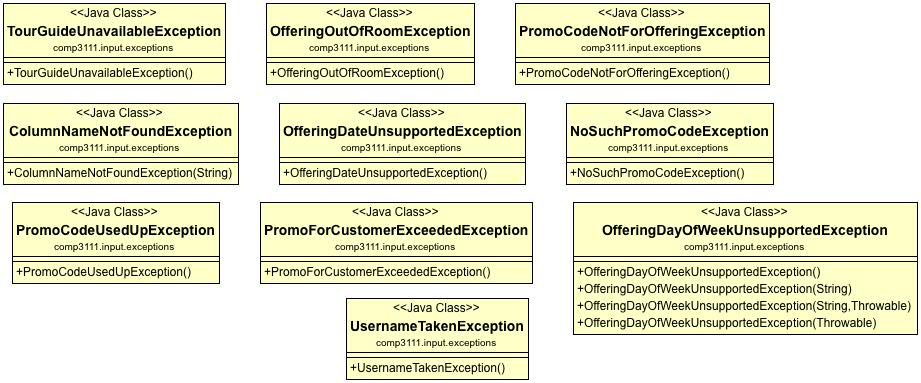 <<Java Class>>
TourGuideUnavailableException
comp3111.input.exceptions
+TourGuideUnavailableException()
<<Java Class>>
OfferingOutOfRoomException
comp3111.input.exceptions
+OfferingOutOfRoomException()
<<Java Class>>
PromoCodeNotForOfferingException
comp3111.input.exceptions
+PromoCodeNotForOfferingException()
<<Java Class>>
ColumnNameNotFoundException
comp3111.input.exceptions
+ColumnNameNotFoundException(String)
<<Java Class>>
OfferingDateUnsupportedException
comp3111.input.exceptions
+OfferingDateUnsupportedException()
<<Java Class>>
NoSuchPromoCodeException
comp3111.input.exceptions
+NoSuchPromoCodeException()
<<Java Class>>
PromoCodeUsedUpException
comp3111.input.exceptions
+PromoCodeUsedUpException()
<<Java Class>>
PromoForCustomerExceededException
comp3111.input.exceptions
+PromoForCustomerExceededException()
<<Java Class>>
OfferingDayOfWeekUnsupportedException
comp3111.input.exceptions
+OfferingDayOfWeekUnsupportedException()
+OfferingDayOfWeekUnsupportedException(String)
+OfferingDayOfWeekUnsupportedException(String,Throwable)
+OfferingDayOfWeekUnsupportedException(Throwable)
<<Java Class>>
UsernameTakenException
comp3111.input.exceptions
+UsernameTakenException()